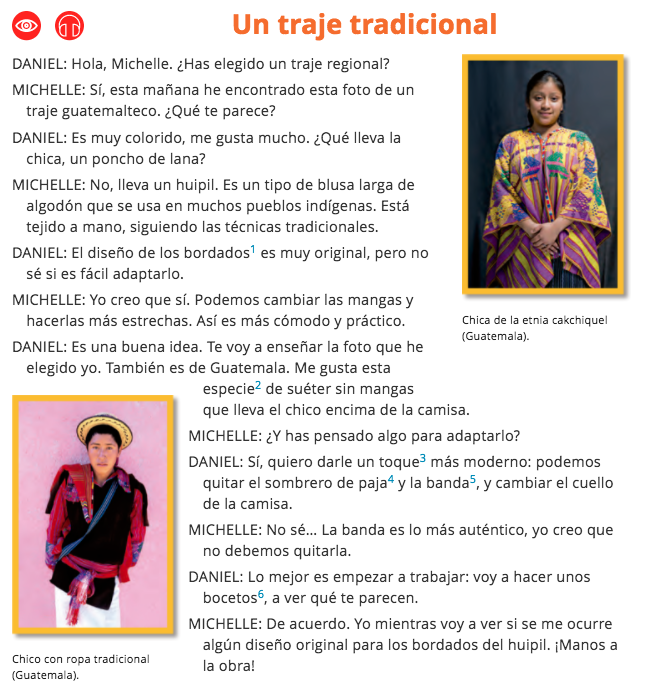 Un traje tradicional
DANIEL: Hola, Michelle. ¿Has elegido un traje regional?
MICHELLE: Sí, esta mañana he encontrado esta foto de un
traje guatemalteco. ¿Qué te parece?
DANIEL: Es muy colorido, me gusta mucho. ¿Qué lleva la
chica, un poncho de lana?
MICHELLE: No, lleva un huipil. Es un tipo de blusa larga de
algodón que se usa en muchos pueblos indígenas. Está
tejido a mano, siguiendo las técnicas tradicionales.
DANIEL: El diseño de los bordados¹ es muy original, pero no
sé si es fácil adaptarlo.
MICHELLE: Yo creo que sí. Podemos cambiar las mangas y
hacerlas más estrechas. Así es más cómodo y práctico.
Chica de la etnia cakchiquel
(Guatemala).
DANIEL: Es una buena idea. Te voy a enseñar la foto que he
elegido yo. También es de Guatemala. Me gusta esta
especie² de suéter sin mangas
que lleva el chico encima de la camisa.
MICHELLE: ¿Y has pensado algo para adaptarlo?
DANIEL: Sí, quiero darle un toque³ más moderno: podemos
quitar el sombrero de paja⁴ y la banda⁵, y cambiar el cuello
de la camisa.
MICHELLE: No sé... La banda es lo más auténtico, yo creo que
no debemos quitarla.
DANIEL: Lo mejor es empezar a trabajar: voy a hacer unos
bocetos⁶, a ver qué te parecen.
MICHELLE: De acuerdo. Yo mientras voy a ver si se me ocurre
algún diseño original para los bordados del huipil. ¡Manos a
la obra!
Chico con ropa tradicional
(Guatemala).